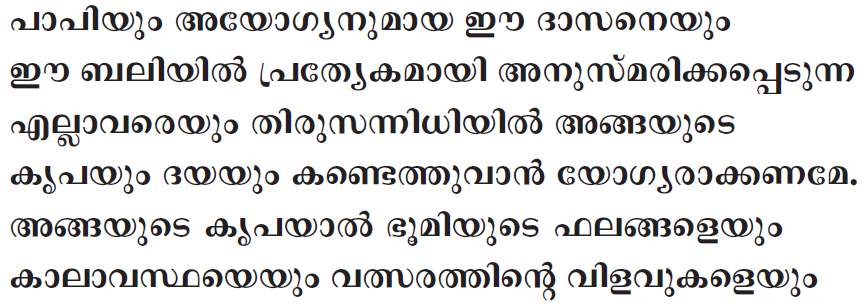 പാപിയും അയോഗ്യനുമായ ഈ ദാസനെയും
ഈ ബലിയിൽ പ്രത്യേകമായി അനുസ്മരിക്കപ്പെടുന്ന
എല്ലാവരെയും തിരുസന്നിധിയിൽ അങ്ങയുടെ
കൃപയും ദയയും കണ്ടെത്തുവാൻ യോഗ്യരാക്കണമേ.
അങ്ങയുടെ കൃപയാൽ ഭൂമിയുടെ ഫലങ്ങളെയും
കാലാവസ്ഥയെയും വത്സരത്തിന്റെ വിളവുകളെയും